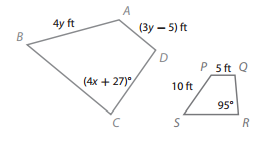 A
4y ft
(3y – 5) ft
B
D
P 5 ft Q
(4x + 27)°
10 ft
95°
C
S R